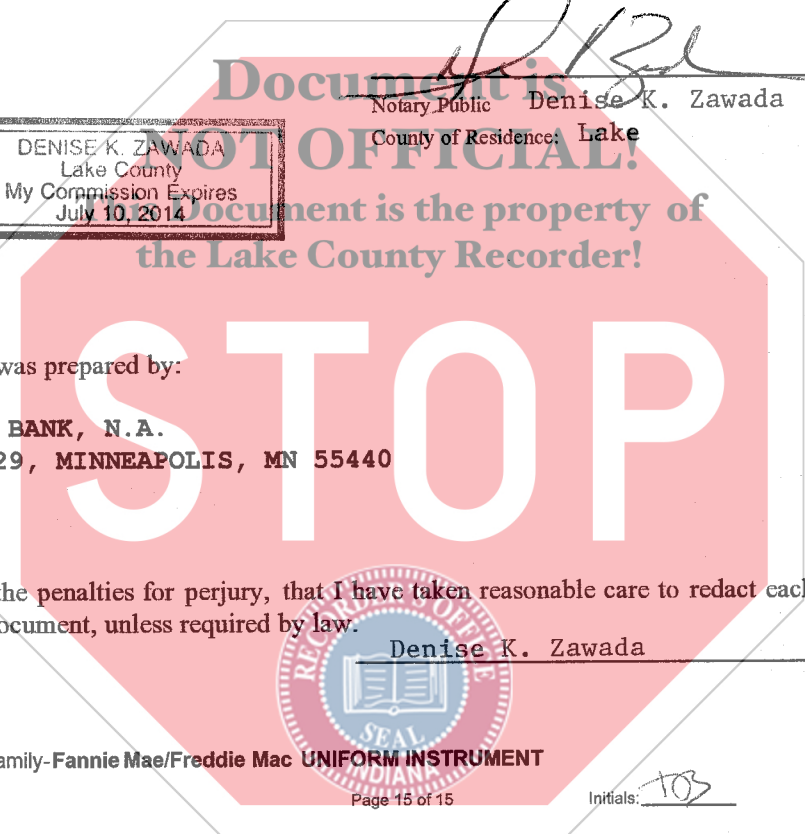 Document is
Notary Public Denise K. Zawada
NOT OFFICIAL!
County of Residence: Lake
DENISE K. ZAWADA
Lake County
My Commission Expires
July 10, 2014
This Document is the property of
the Lake County Recorder!
STOP
was prepared by:
BANK, N.A.
29, MINNEAPOLIS, MN 55440
the penalties for perjury, that I have taken reasonable care to redact each
ocument, unless required by law.
Denise K. Zawada
RECORDER'S OFFICE
SEAL
INDIANA
amily-Fannie Mae/Freddie Mac UNIFORM INSTRUMENT
Page 15 of 15
Initials: TOB